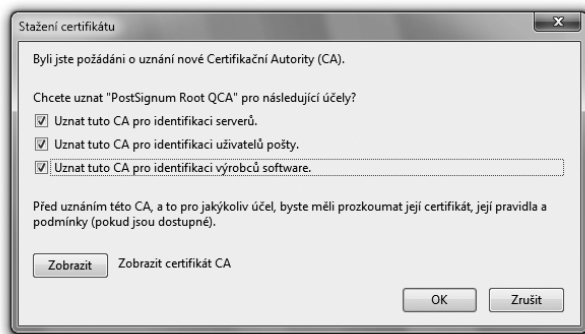 Stažení certifikátu
Byli jste požádáni o uznání nové Certifikační Autority (CA).
Chcete uznat "PostSignum Root QCA" pro následující účely?
Uznat tuto CA pro identifikaci serverů.
Uznat tuto CA pro identifikaci uživatelů pošty.
Uznat tuto CA pro identifikaci výrobců software.
Před uznáním této CA, a to pro jakýkoliv účel, byste měli prozkoumat její certifikát, její pravidla a
podmínky (pokud jsou dostupné).
Zobrazit Zobrazit certifikát CA
OK Zrušit